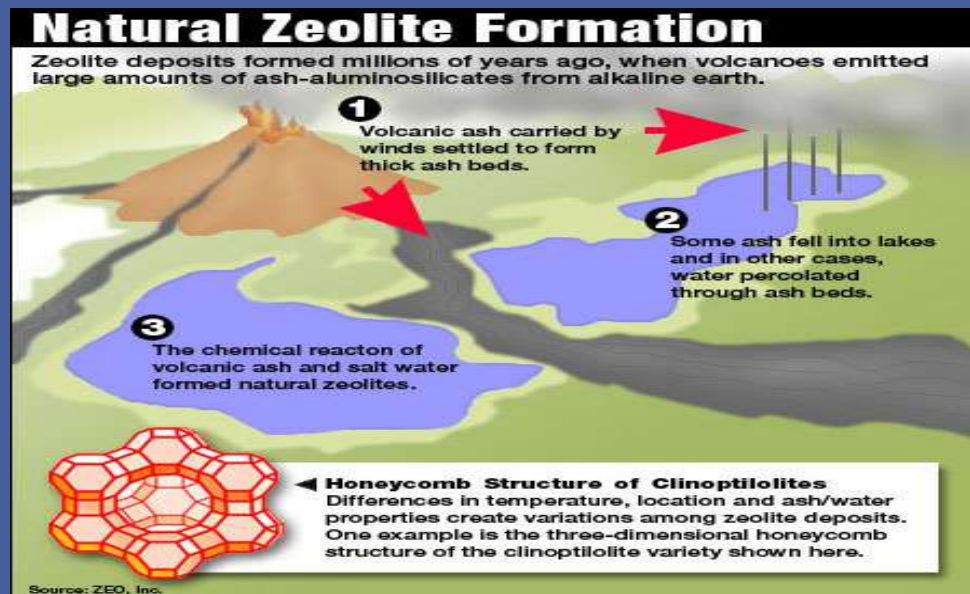 Natural Zeolite Formation
Zeolite deposits formed millions of years ago, when volcanoes emitted
large amounts of ash-aluminosilicates from alkaline earth.
1
Volcanic ash carried by
winds settled to form
thick ash beds.
2
Some ash fell into lakes
and in other cases,
water percolated
through ash beds.
3
The chemical reacton of
volcanic ash and salt water
formed natural zeolites.
Honeycomb Structure of Clinoptilolites
Differences in temperature, location and ash/water
properties create variations among zeolite deposits.
One example is the three-dimensional honeycomb
structure of the clinoptilolite variety shown here.
Source: ZEO, Inc.